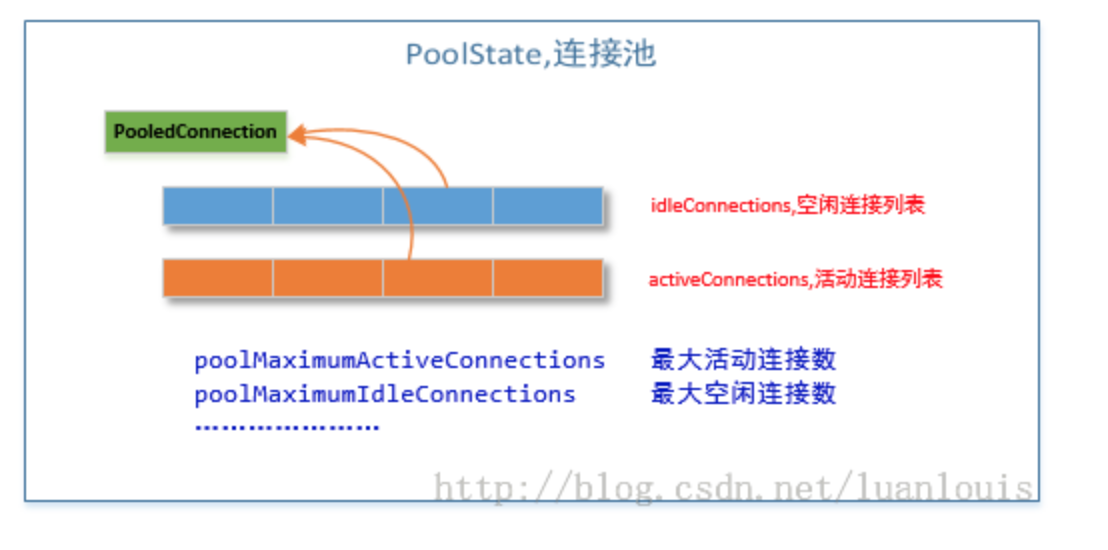 PoolState,连接池
PooledConnection
idleConnections,空闲连接列表
activeConnections,活动连接列表
poolMaximumActiveConnections 最大活动连接数
poolMaximumIdleConnections 最大空闲连接数
…………………
http://blog.csdn.net/luanlouis